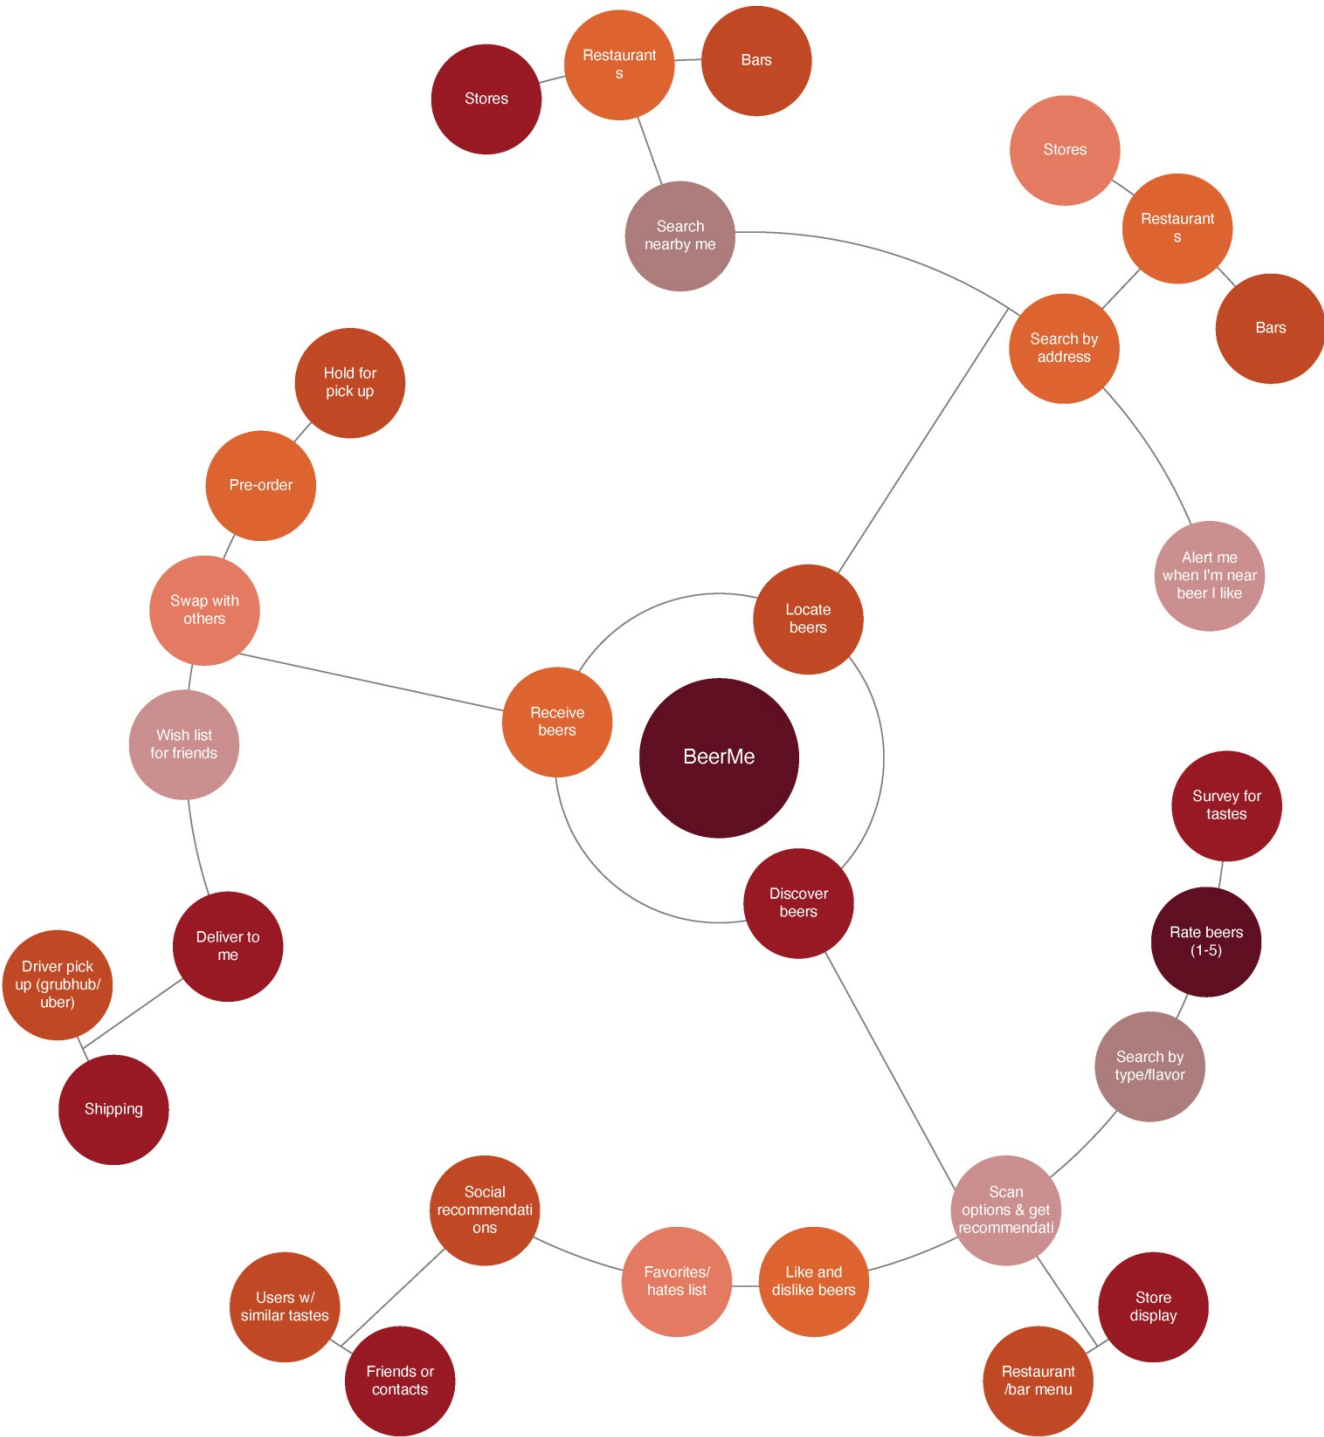 Restaurant
s
Bars
Stores
Stores
Restaurant
s
Search
nearby me
Bars
Search by
address
Hold for
pick up
Pre-order
Alert me
when I'm near
beer I like
Swap with
others
Locate
beers
Receive
beers
Wish list
for friends
BeerMe
Survey for
tastes
Discover
beers
Rate beers
(1-5)
Deliver to
me
Driver pick
up (grubhub/
uber)
Search by
type/flavor
Shipping
Social
recommendati
ons
Scan
options & get
recommendati
Favorites/
hates list
Like and
dislike beers
Users w/
similar tastes
Store
display
Friends or
contacts
Restaurant
/bar menu